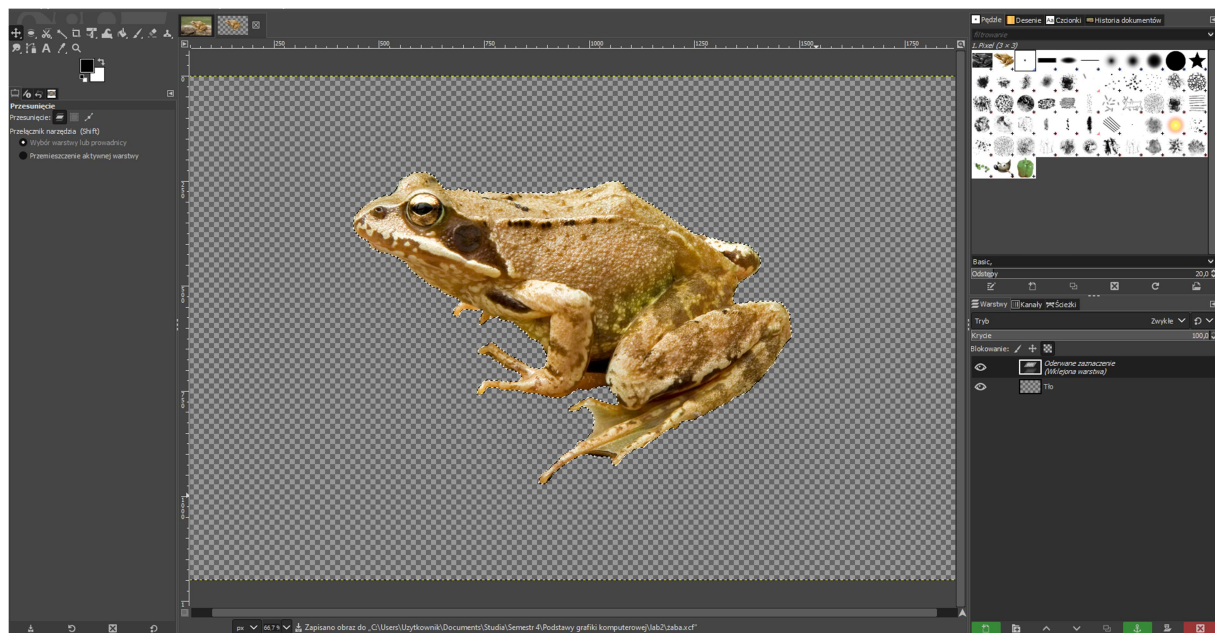 Przesunięcie
Przesunięcie:
Przełącznik narzędzia (Shift)
Wybór warstwy lub prowadnicy
Przemieszczenie aktywnej warstwy
250
500
750
1000
1250
1500
1750
px
66,7 %
Zapisano obraz do „C:\Users\Uzytkownik\Documents\Studia\Semestr 4\Podstawy grafiki komputerowej\lab2\zaba.xcf”
Pędzle
Desenie
Aa Czcionki
Historia dokumentów
filtrowanie
1. Pixel (3 × 3)
Basic,
Odstępy 20,0
Warstwy
Kanały
Ścieżki
Tryb Zwykłe
Krycie 100,0
Blokowanie:
Oderwane zaznaczenie
(Wklejona warstwa)
Tło